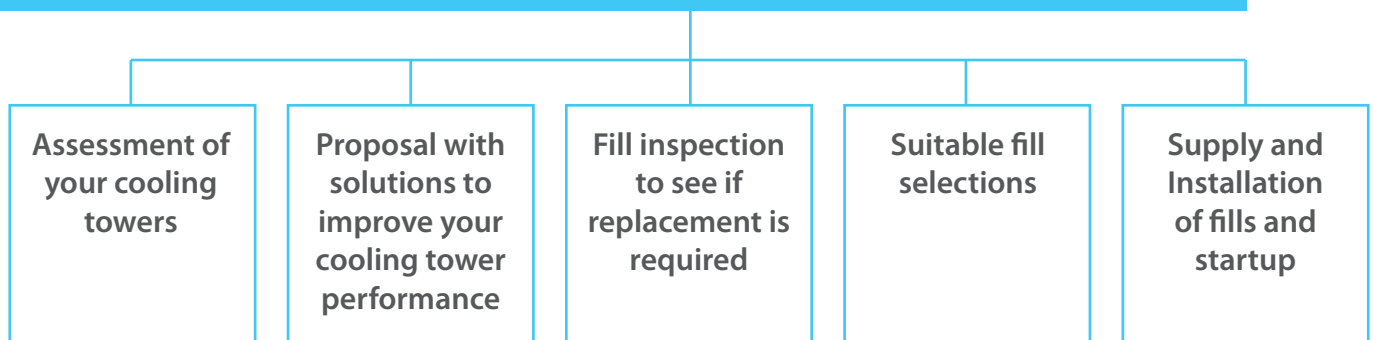 Assessment of
your cooling
towers
Proposal with
solutions to
improve your
cooling tower
performance
Fill inspection
to see if
replacement is
required
Suitable fill
selections
Supply and
Installation
of fills and
startup